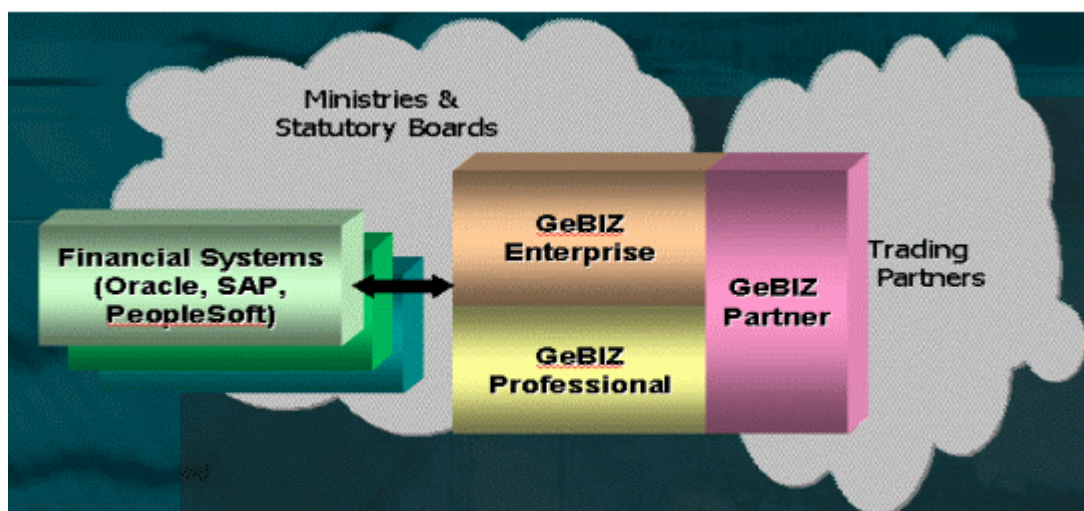 Ministries &
Statutory Boards
Financial Systems
(Oracle, SAP,
PeopleSoft)
GeBIZ
Enterprise
GeBIZ
Professional
GeBIZ
Partner
Trading
Partners